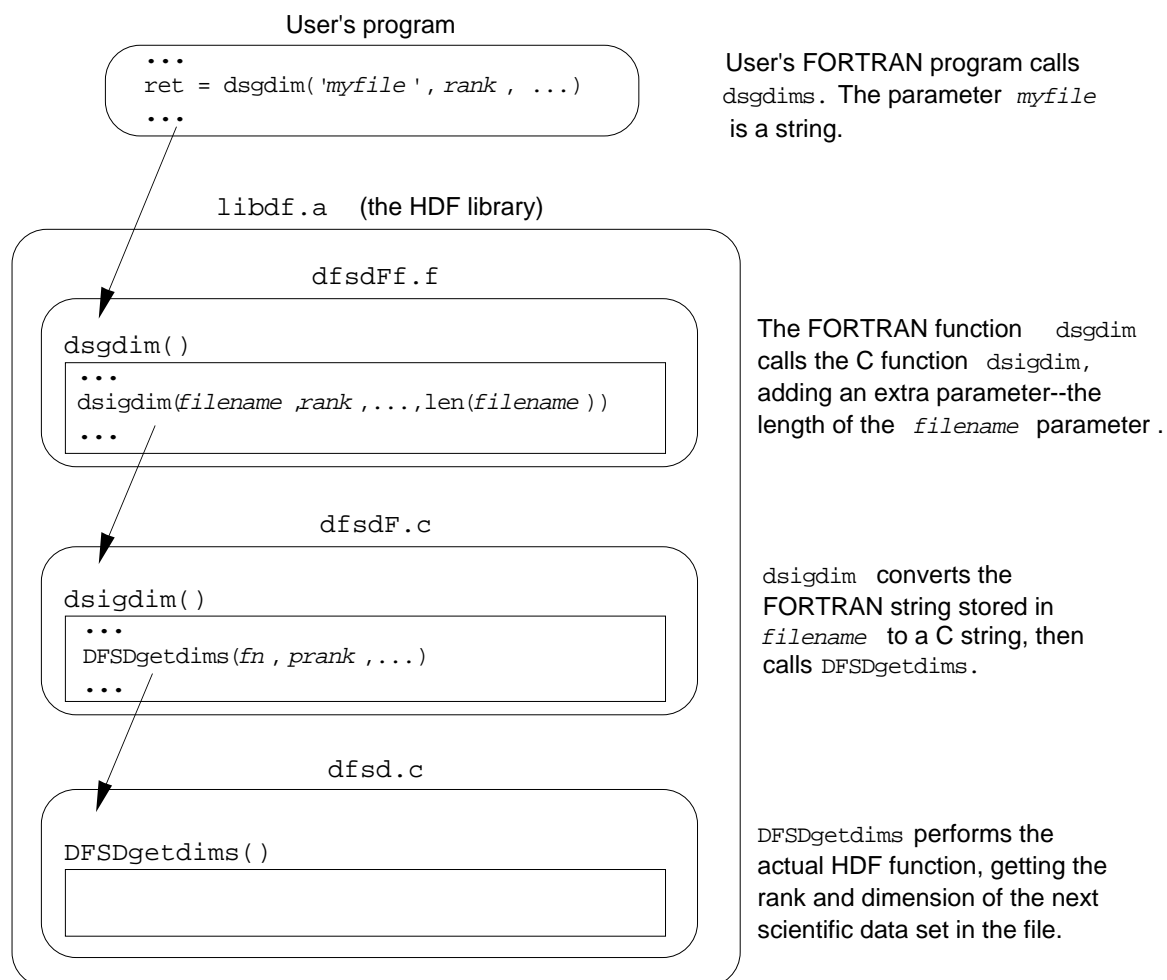 User's program
...
ret = dsgdim('myfile', rank, ...)
...
User's FORTRAN program calls
dsgdims. The parameter myfile
is a string.
libdf.a (the HDF library)
dfsdFf.f
dsgdim()
...
dsigdim(filename,rank,...,len(filename))
...
The FORTRAN function dsgdim
calls the C function dsigdim,
adding an extra parameter--the
length of the filename parameter.
dfsdF.c
dsigdim()
...
DFSDgetdims(fn, prank,...)
...
dsigdim converts the
FORTRAN string stored in
filename to a C string, then
calls DFSDgetdims.
dfsd.c
DFSDgetdims()
DFSDgetdims performs the
actual HDF function, getting the
rank and dimension of the next
scientific data set in the file.